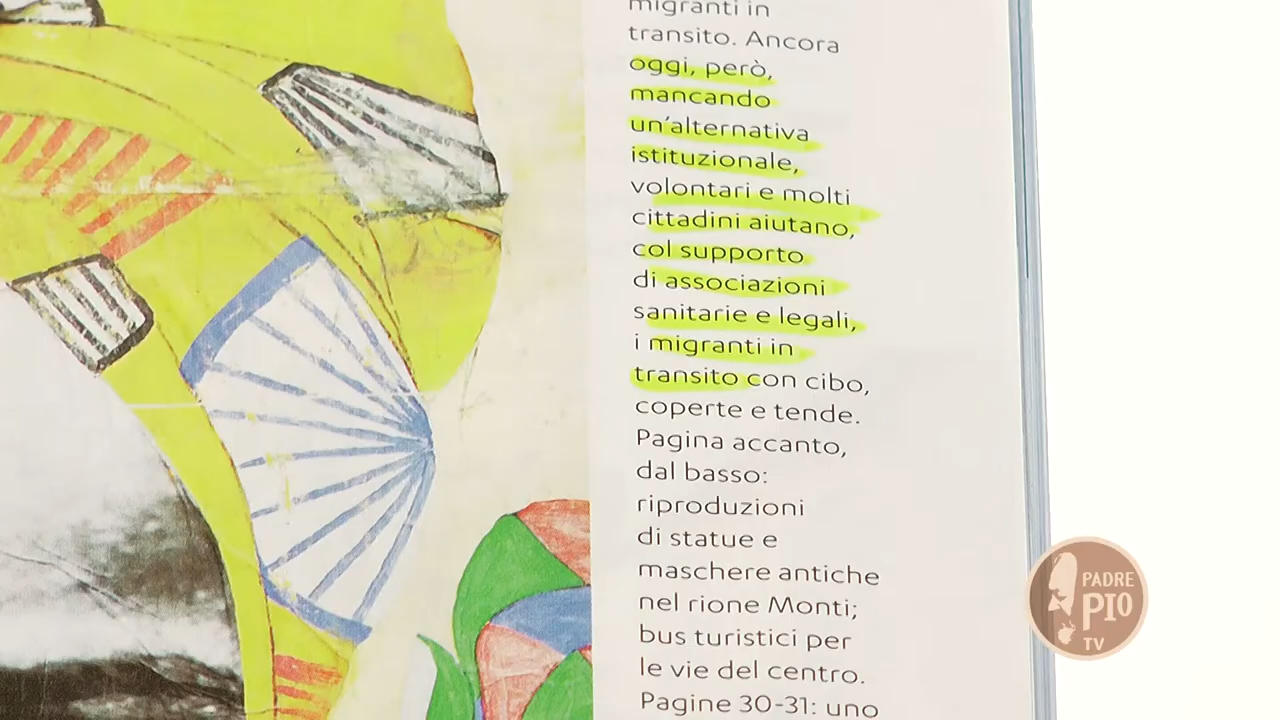 migranti in
transito. Ancora
oggi, però,
mancando
un'alternativa
istituzionale,
volontari e molti
cittadini aiutano,
col supporto
di associazioni
sanitarie e legali,
i migranti in
transito con cibo,
coperte e tende.
Pagina accanto,
dal basso:
riproduzioni
di statue e
maschere antiche
nel rione Monti;
bus turistici per
le vie del centro.
Pagine 30-31: uno
PADRE
PIO
TV